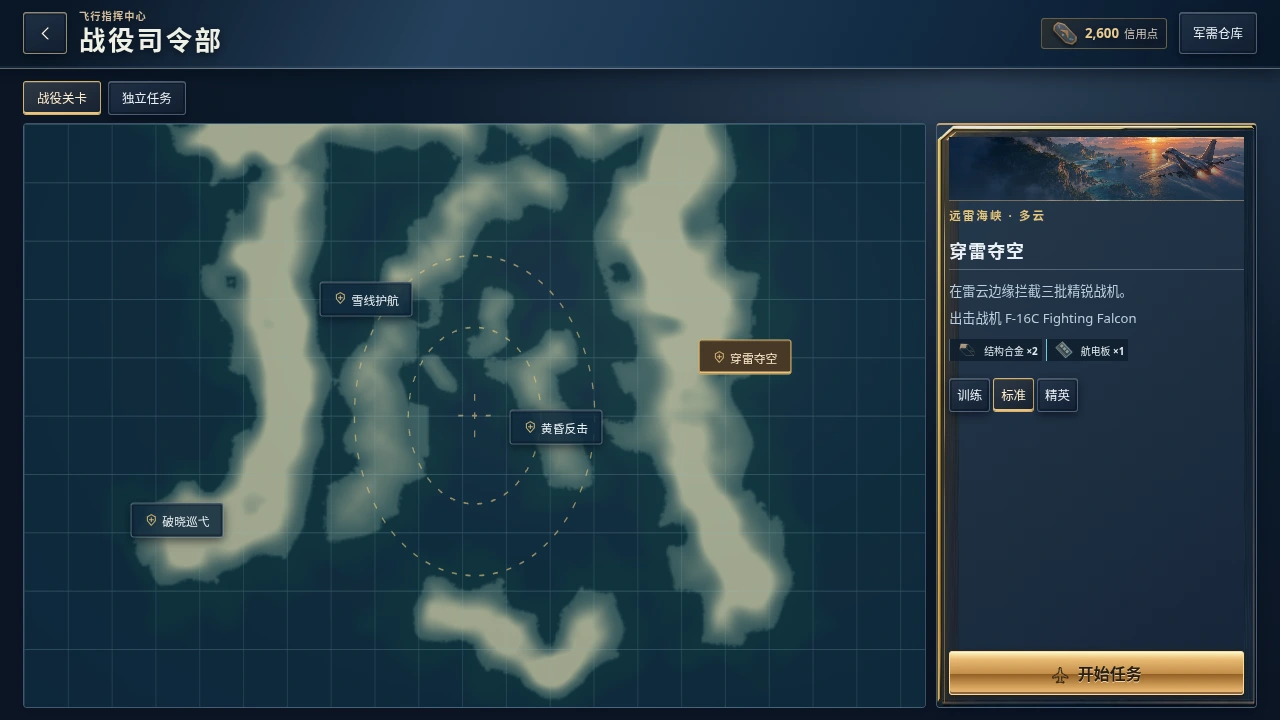 飞行指挥中心
战役司令部
2,600 信用点
军需仓库
战役关卡
独立任务
雪线护航
穿雷夺空
黄昏反击
破晓巡弋
远雷海峡 · 多云
穿雷夺空
在雷云边缘拦截三批精锐战机。
出击战机 F-16C Fighting Falcon
结构合金 ×2
航电板 ×1
训练
标准
精英
开始任务